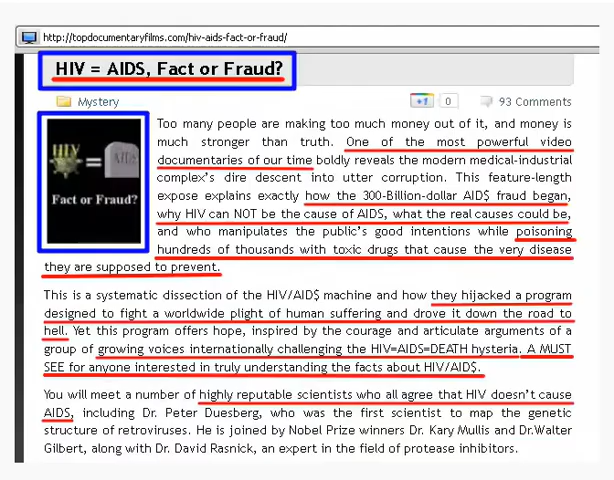 http://topdocumentaryfilms.com/hiv-aids-fact-or-fraud/
HIV = AIDS, Fact or Fraud?
Mystery
+1
0
93 Comments
HIV = AIDS
Fact or Fraud?
Too many people are making too much money out of it, and money is
much stronger than truth. One of the most powerful video
documentaries of our time boldly reveals the modern medical-industrial
complex's dire descent into utter corruption. This feature-length
expose explains exactly how the 300-Billion-dollar AID$ fraud began,
why HIV can NOT be the cause of AIDS, what the real causes could be,
and who manipulates the public's good intentions while poisoning
hundreds of thousands with toxic drugs that cause the very disease
they are supposed to prevent.
This is a systematic dissection of the HIV/AID$ machine and how they hijacked a program
designed to fight a worldwide plight of human suffering and drove it down the road to
hell. Yet this program offers hope, inspired by the courage and articulate arguments of a
group of growing voices internationally challenging the HIV=AIDS=DEATH hysteria. A MUST
SEE for anyone interested in truly understanding the facts about HIV/AID$.
You will meet a number of highly reputable scientists who all agree that HIV doesn't cause
AIDS, including Dr. Peter Duesberg, who was the first scientist to map the genetic
structure of retroviruses. He is joined by Nobel Prize winners Dr. Kary Mullis and Dr.Walter
Gilbert, along with Dr. David Rasnick, an expert in the field of protease inhibitors.